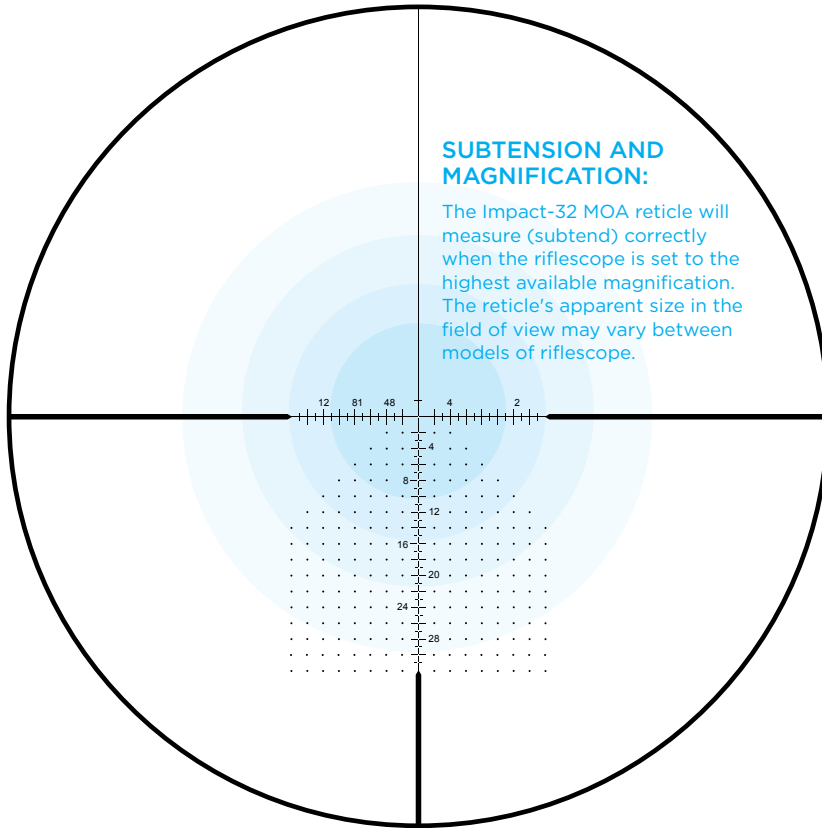 SUBTENSION AND
MAGNIFICATION:
The Impact-32 MOA reticle will
measure (subtend) correctly
when the riflescope is set to the
highest available magnification.
The reticle's apparent size in the
field of view may vary between
models of riflescope.
12 81 48 4 2
4
8
12
16
20
24
28